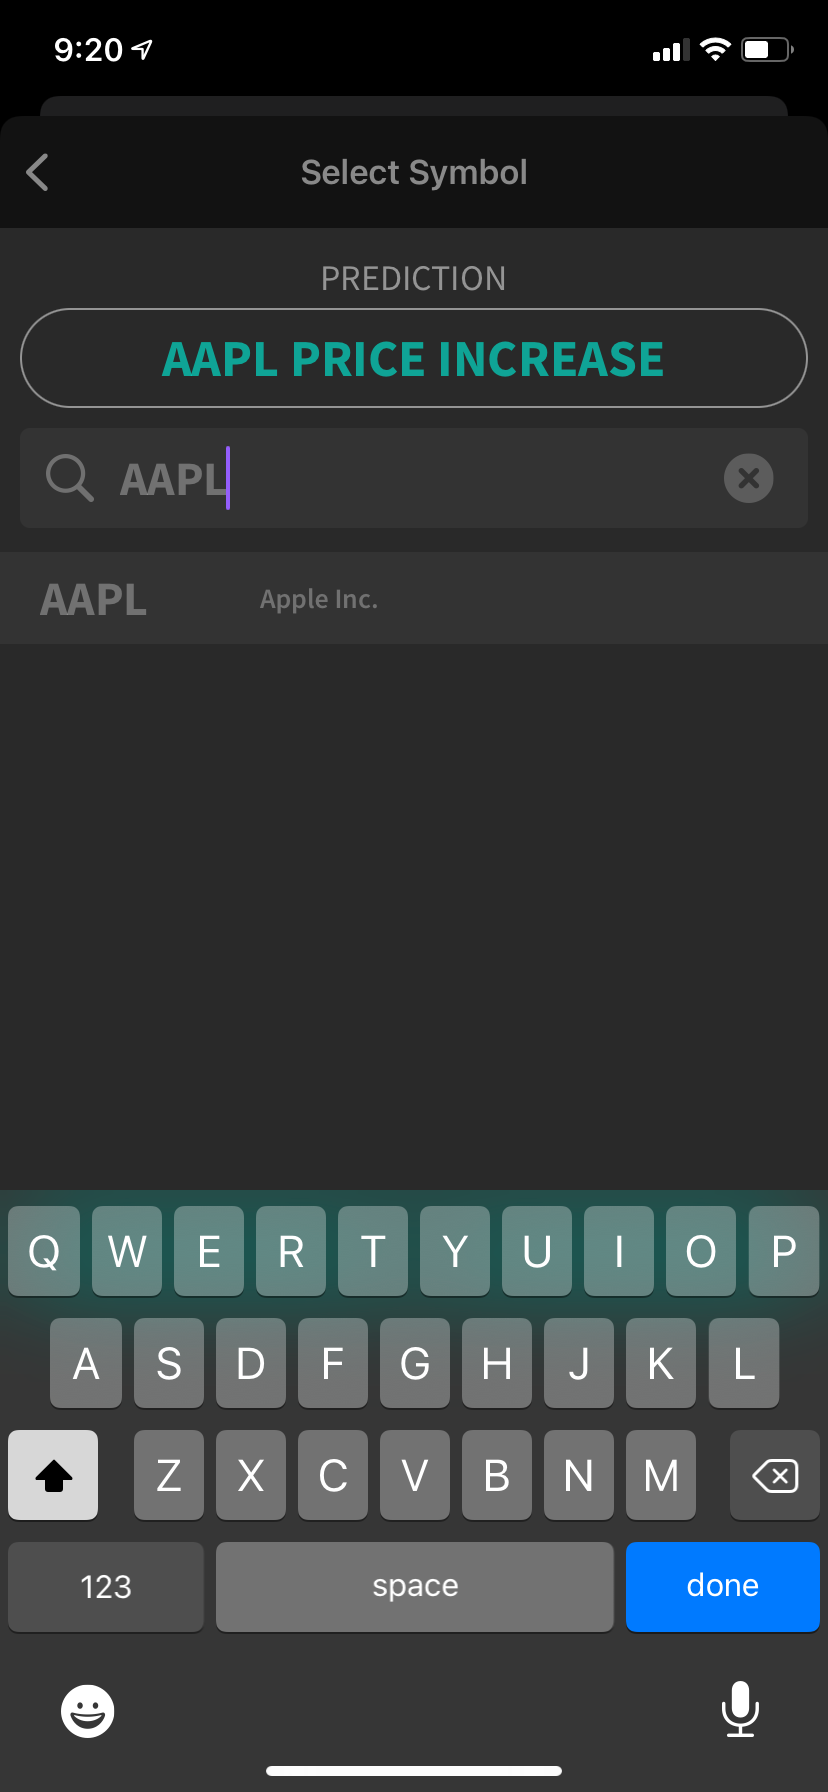 9:20
Select Symbol
PREDICTION
AAPL PRICE INCREASE
AAPL
AAPL Apple Inc.
Q W E R T Y U I O P
A S D F G H J K L
Z X C V B N M
123 space done